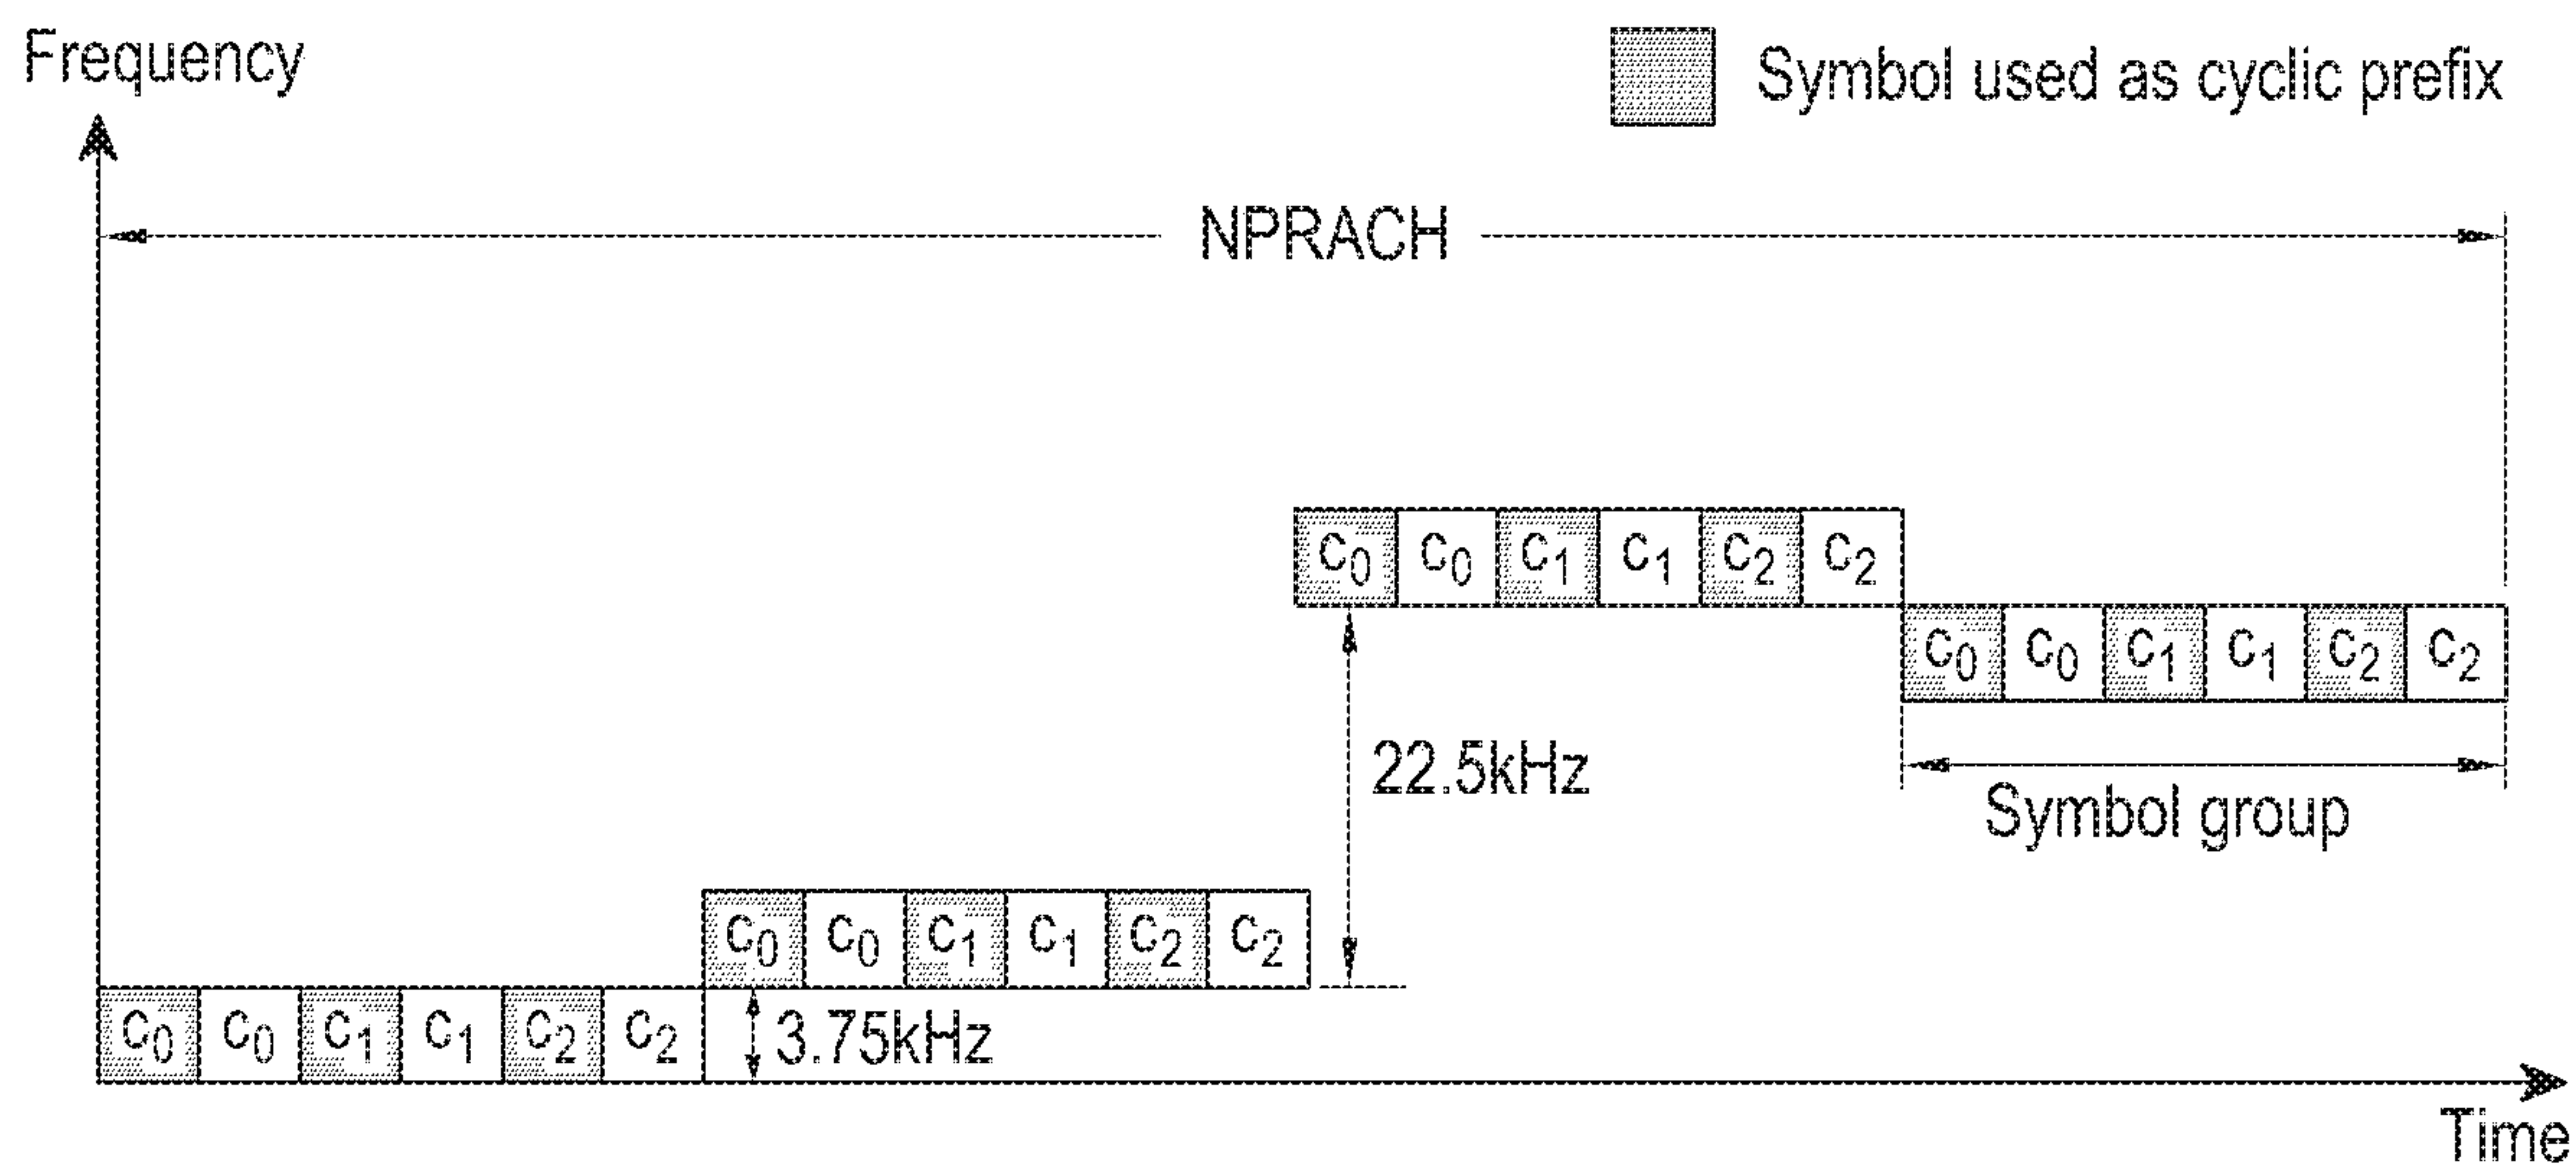 Frequency
Symbol used as cyclic prefix
NPRACH
c0 c0 c1 c1 c2 c2
c0 c0 c1 c1 c2 c2
22.5kHz
Symbol group
c0 c0 c1 c1 c2 c2
c0 c0 c1 c1 c2 c2
3.75kHz
Time